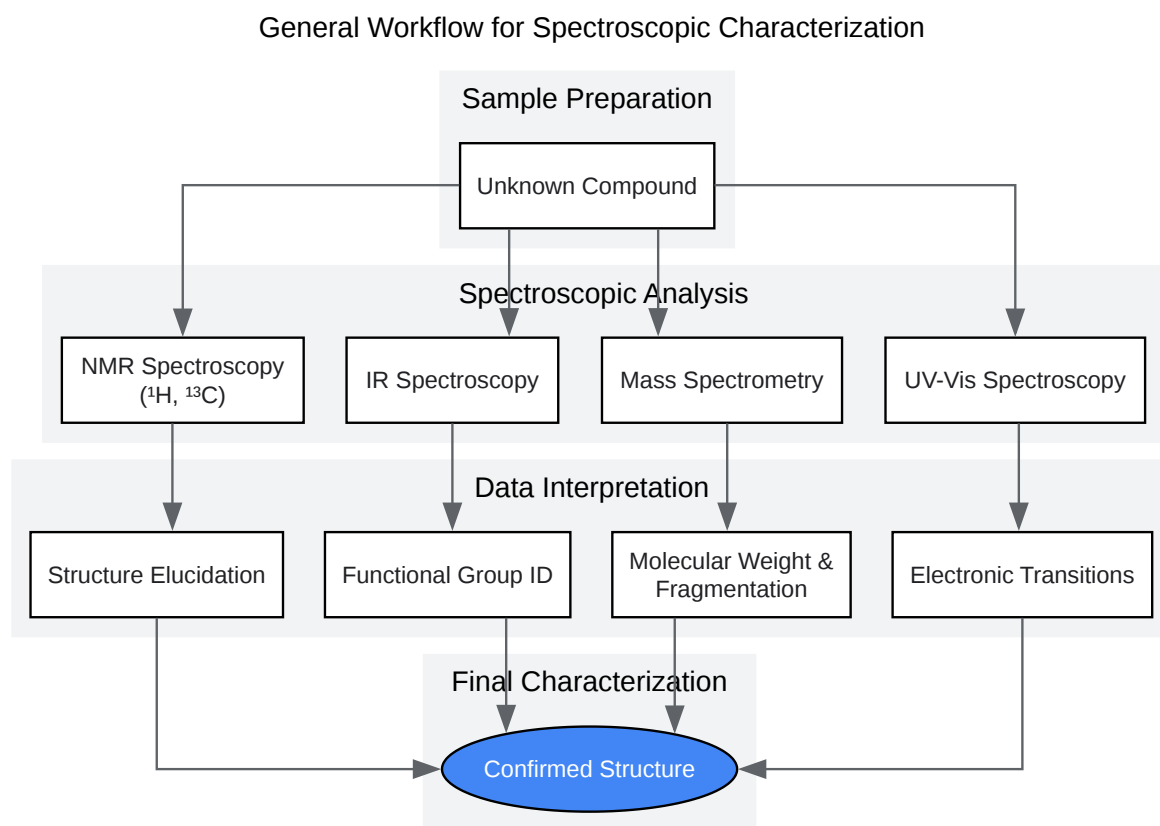 General Workflow for Spectroscopic Characterization
Sample Preparation
Unknown Compound
Spectroscopic Analysis
NMR Spectroscopy
(¹H, ¹³C)
IR Spectroscopy
Mass Spectrometry
UV-Vis Spectroscopy
Data Interpretation
Structure Elucidation
Functional Group ID
Molecular Weight &
Fragmentation
Electronic Transitions
Final Characterization
Confirmed Structure